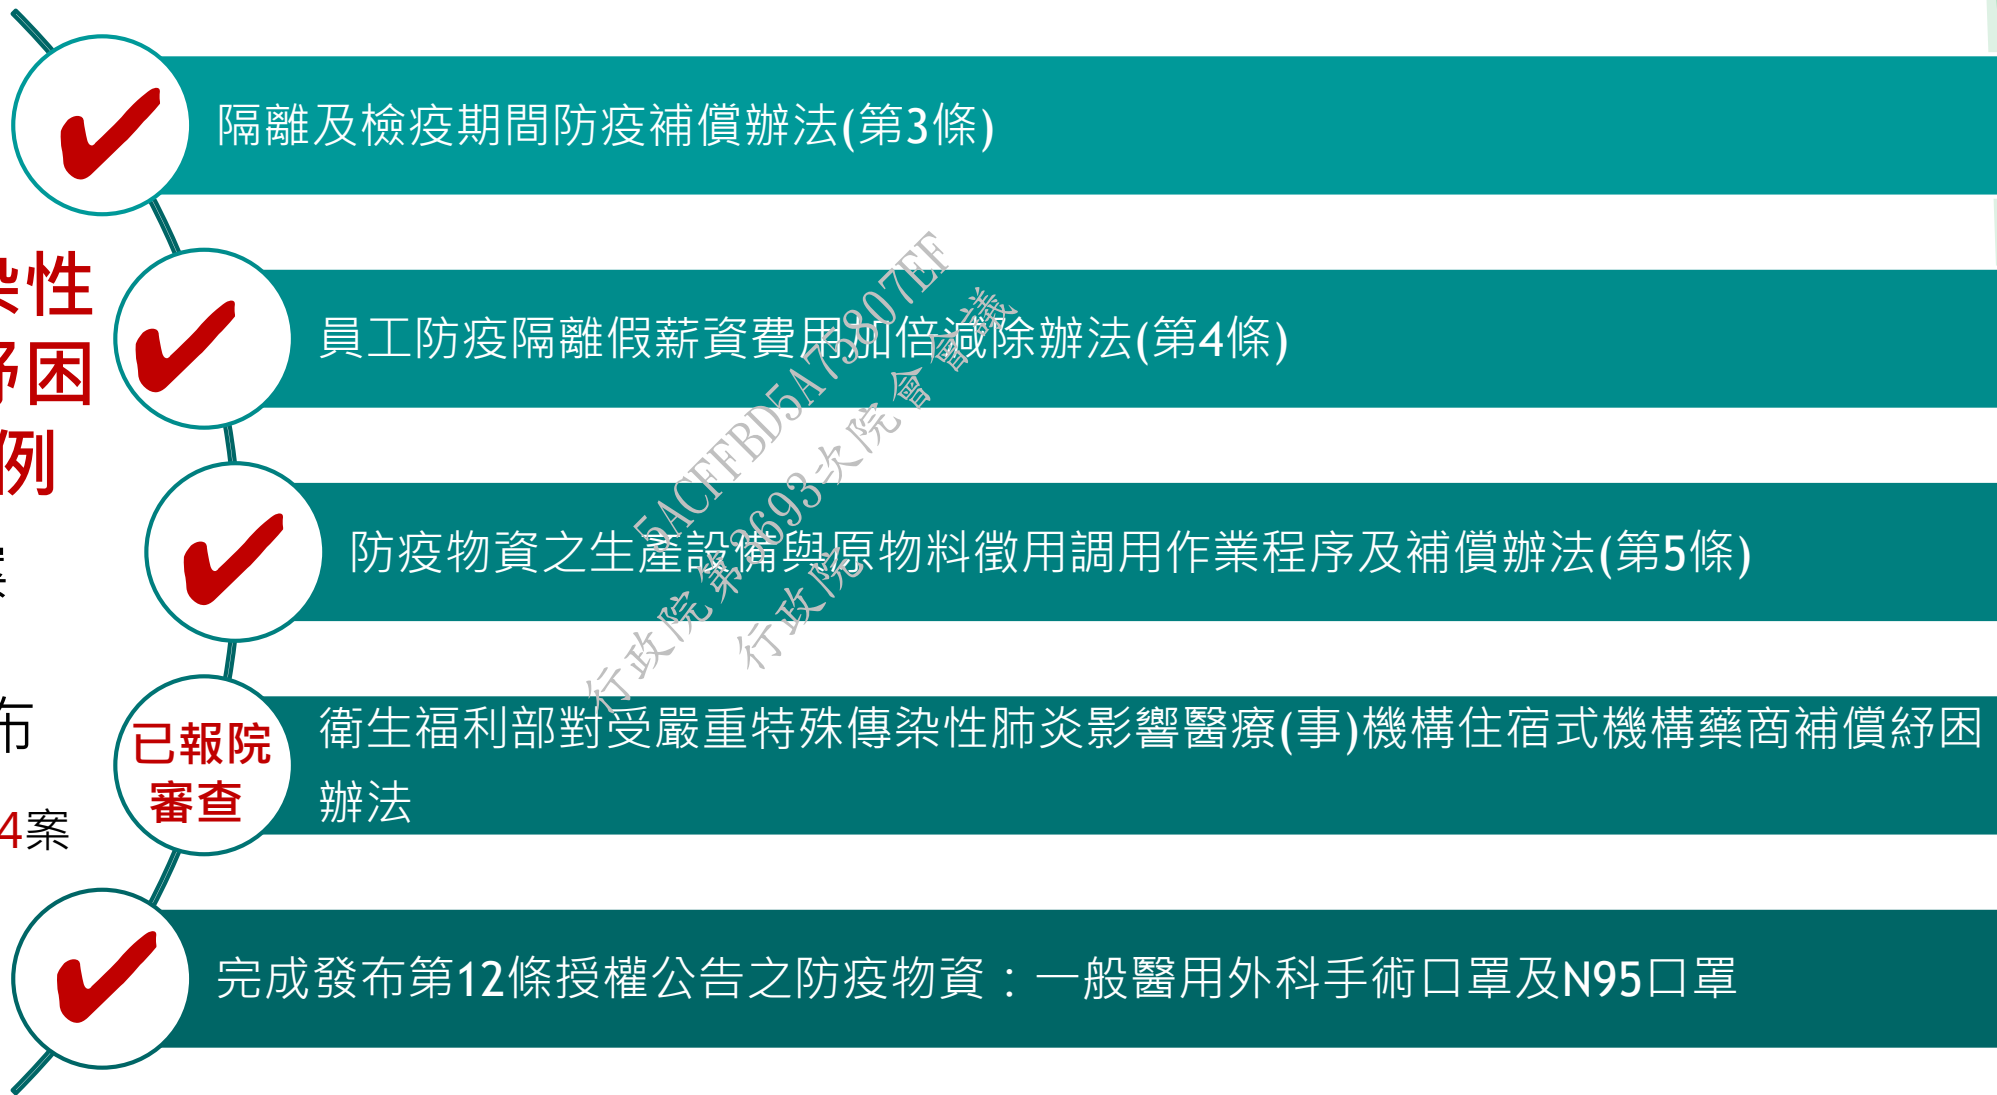 隔離及檢疫期間防疫補償辦法(第3條)
染性
紓困
例
員工防疫隔離假薪資費用加倍減除辦法(第4條)
防疫物資之生產設備與原物料徵用調用作業程序及補償辦法(第5條)
布
4案
已報院
審查
衛生福利部對受嚴重特殊傳染性肺炎影響醫療(事)機構住宿式機構藥商補償紓困
辦法
完成發布第12條授權公告之防疫物資：一般醫用外科手術口罩及N95口罩
5ACFFBD5A75807EF
行政院第3693次院會會議
行政院